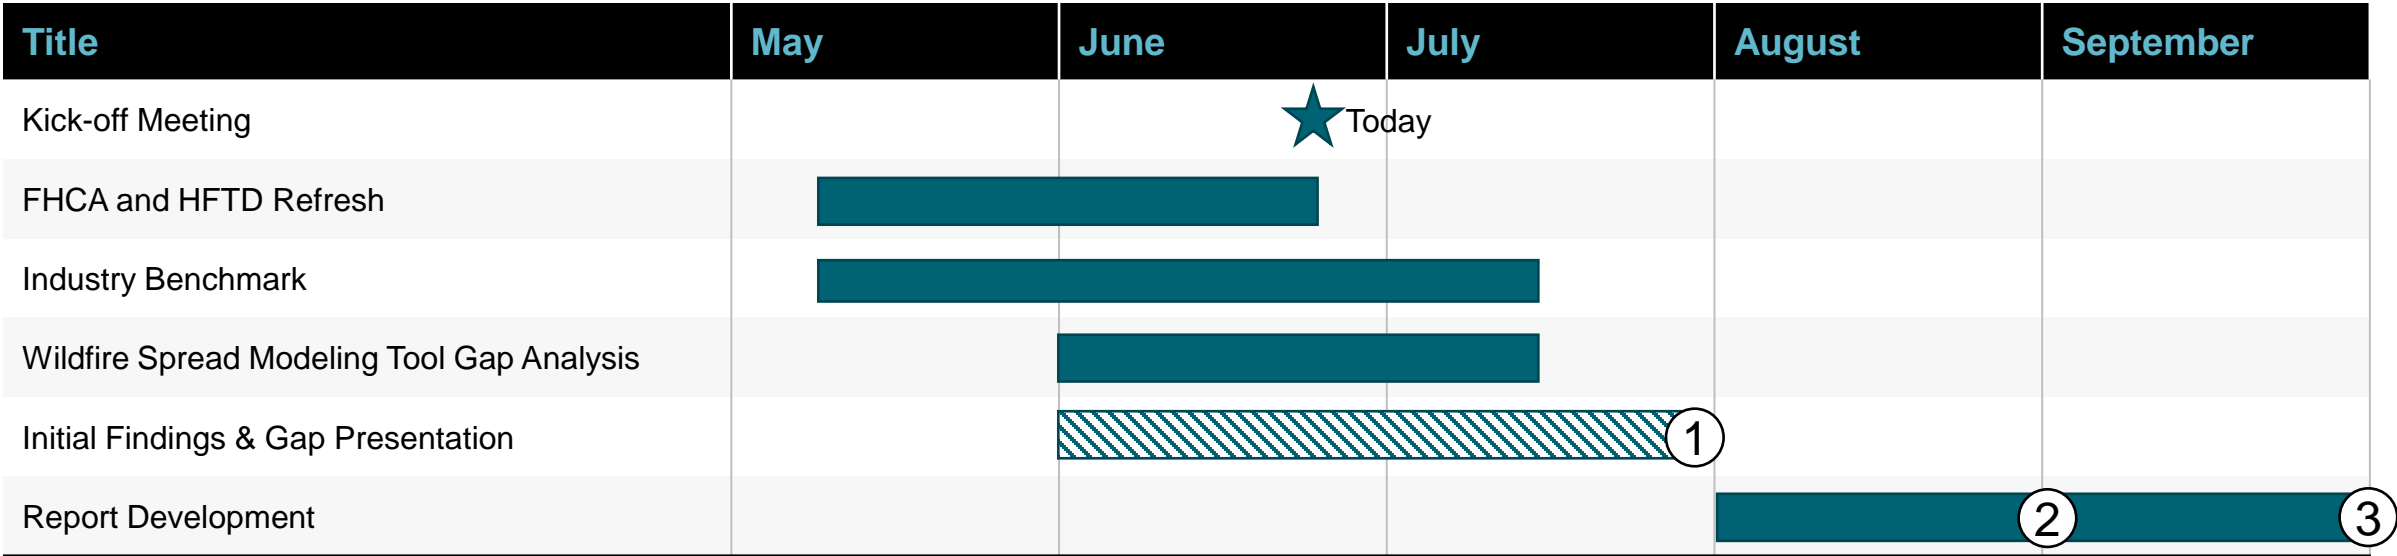 Title May June July August September
Kick-off Meeting Today
FHCA and HFTD Refresh
Industry Benchmark
Wildfire Spread Modeling Tool Gap Analysis
Initial Findings & Gap Presentation 1
Report Development 2 3